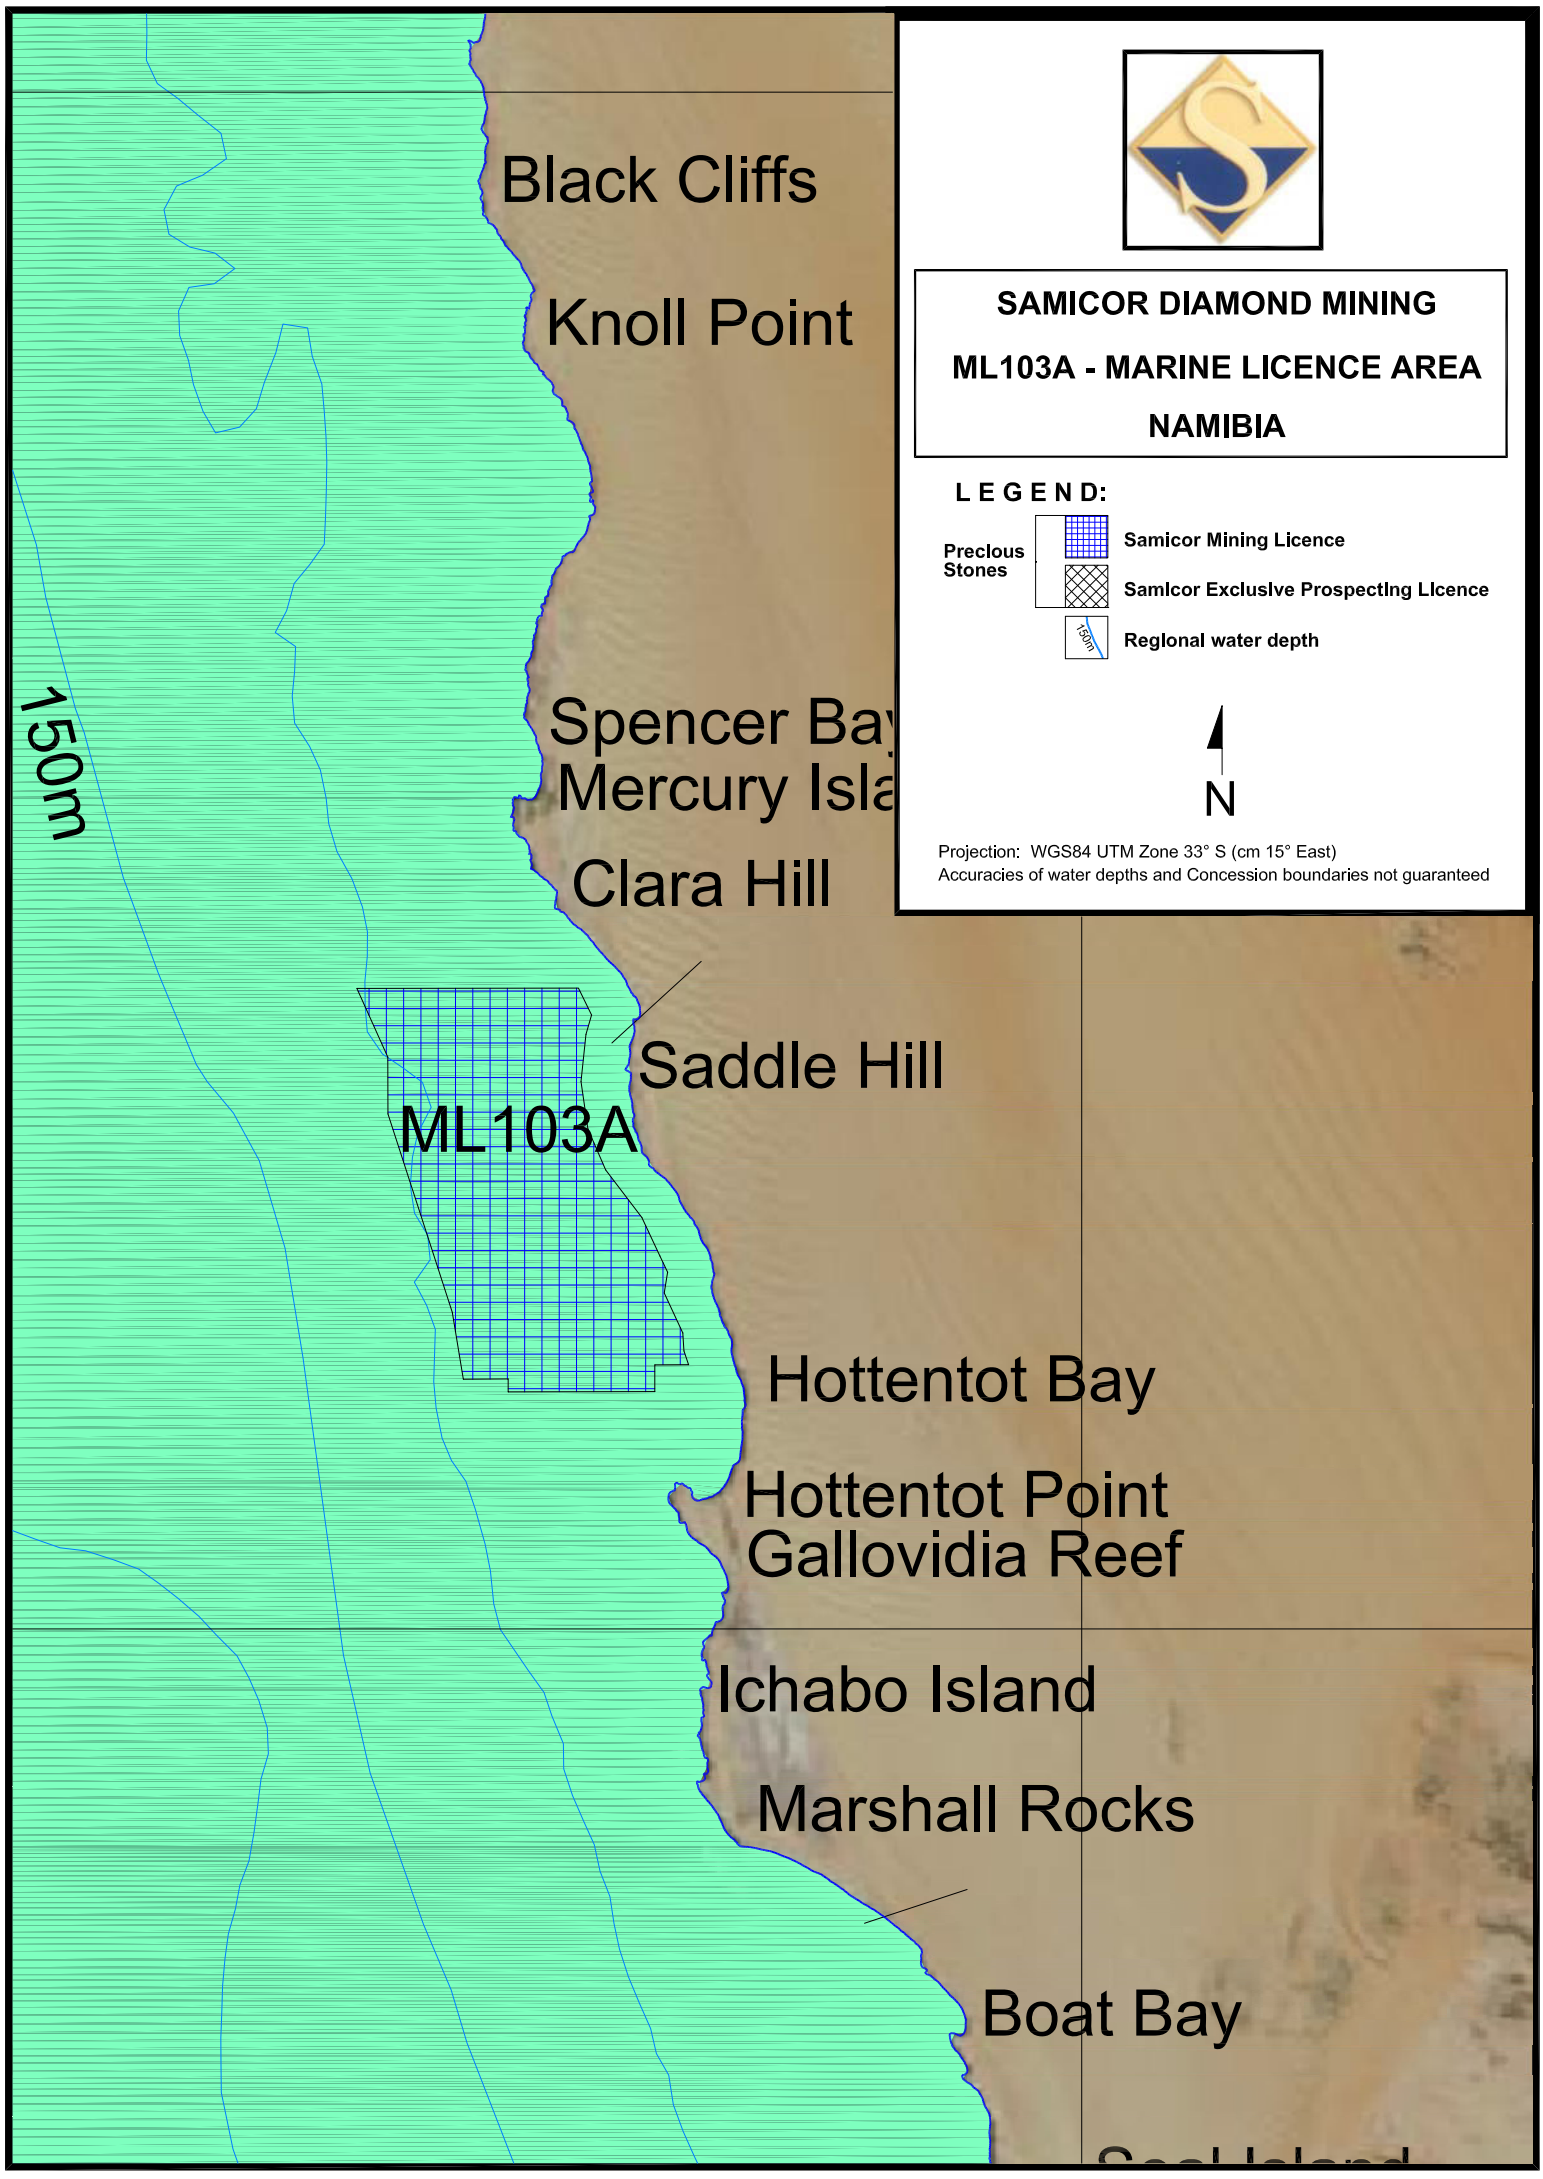 S
SAMICOR DIAMOND MINING
ML103A - MARINE LICENCE AREA
NAMIBIA
LEGEND:
Precious
Stones
Samicor Mining Licence
Samicor Exclusive Prospecting Licence
150m
Regional water depth
N
Projection: WGS84 UTM Zone 33° S (cm 15° East)
Accuracies of water depths and Concession boundaries not guaranteed
Black Cliffs
Knoll Point
Spencer Bay
Mercury Isla
150m
Clara Hill
Saddle Hill
ML103A
Hottentot Bay
Hottentot Point
Gallovidia Reef
Ichabo Island
Marshall Rocks
Boat Bay
Seal Island